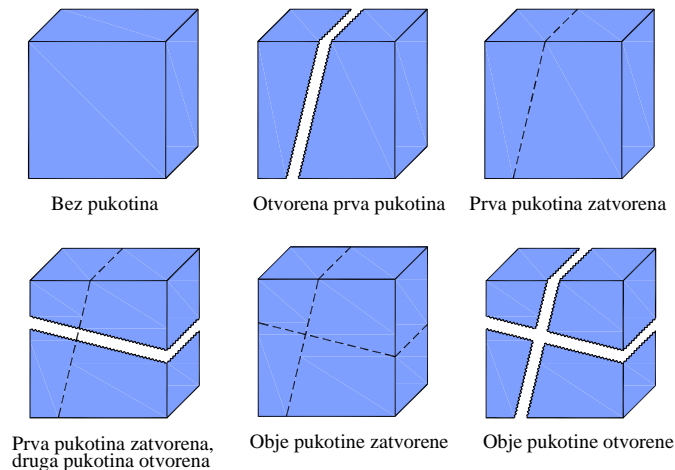 Bez pukotina
Otvorena prva pukotina
Prva pukotina zatvorena
Prva pukotina zatvorena,
druga pukotina otvorena
Obje pukotine zatvorene
Obje pukotine otvorene